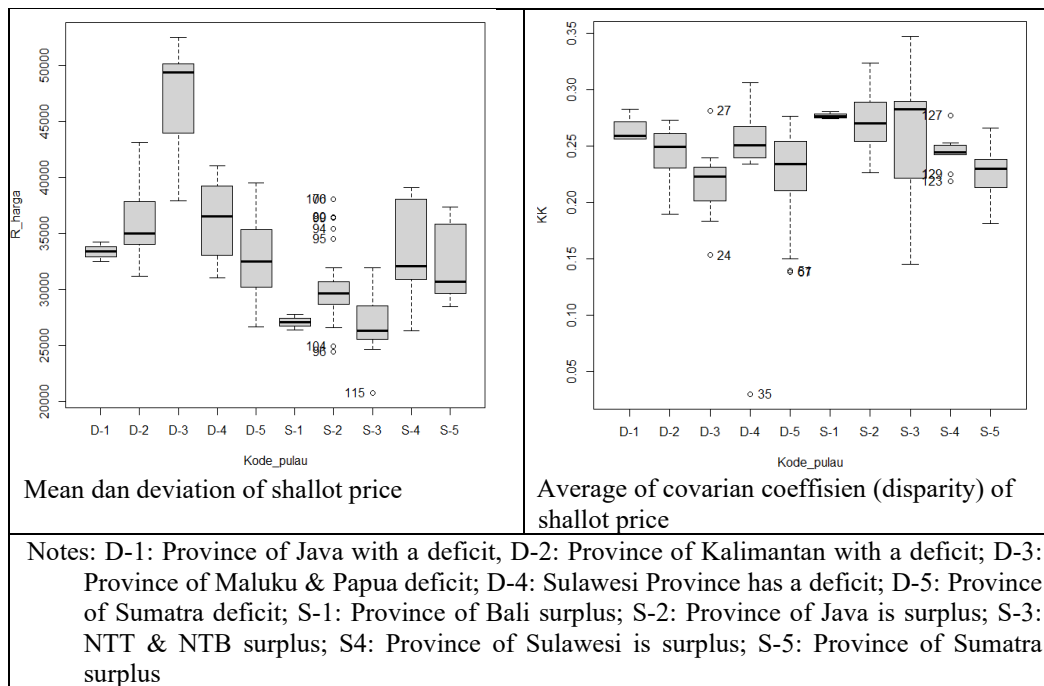 50000
45000
40000
35000
30000
25000
20000
R_harga
176
95
94
104
115
D-1 D-2 D-3 D-4 D-5 S-1 S-2 S-3 S-4 S-5
Kode_pulau
Mean dan deviation of shallot price
0.35
0.30
0.25
0.20
0.15
0.10
0.05
KK
27
24
35
127
129
123
D-1 D-2 D-3 D-4 D-5 S-1 S-2 S-3 S-4 S-5
Kode_pulau
Average of covarian coeffisien (disparity) of
shallot price
Notes: D-1: Province of Java with a deficit, D-2: Province of Kalimantan with a deficit; D-3:
Province of Maluku & Papua deficit; D-4: Sulawesi Province has a deficit; D-5: Province
of Sumatra deficit; S-1: Province of Bali surplus; S-2: Province of Java is surplus; S-3:
NTT & NTB surplus; S4: Province of Sulawesi is surplus; S-5: Province of Sumatra
surplus